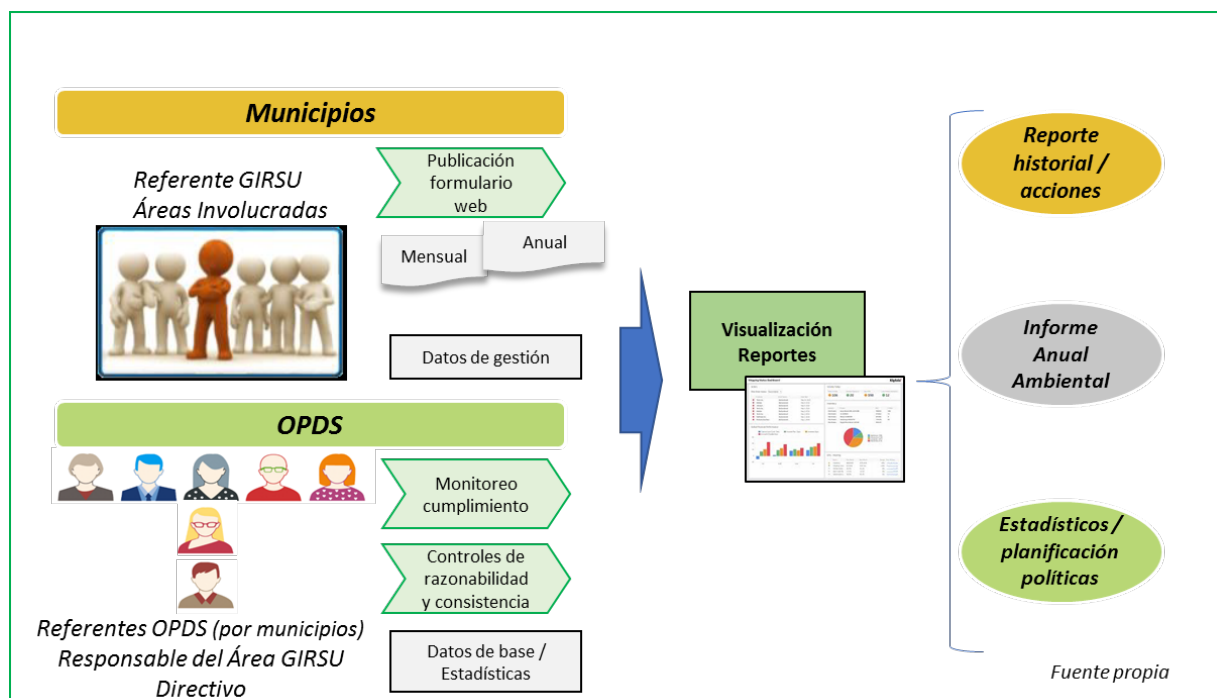 Municipios
Referente GIRSU
Áreas Involucradas
Publicación
formulario
web
Mensual
Anual
Datos de gestión
OPDS
Monitoreo
cumplimiento
Controles de
razonabilidad
y consistencia
Referentes OPDS (por municipios)
Responsable del Área GIRSU
Directivo
Datos de base /
Estadísticas
Visualización
Reportes
Reporte
historial /
acciones
Informe
Anual
Ambiental
Estadísticos /
planificación
políticas
Fuente propia